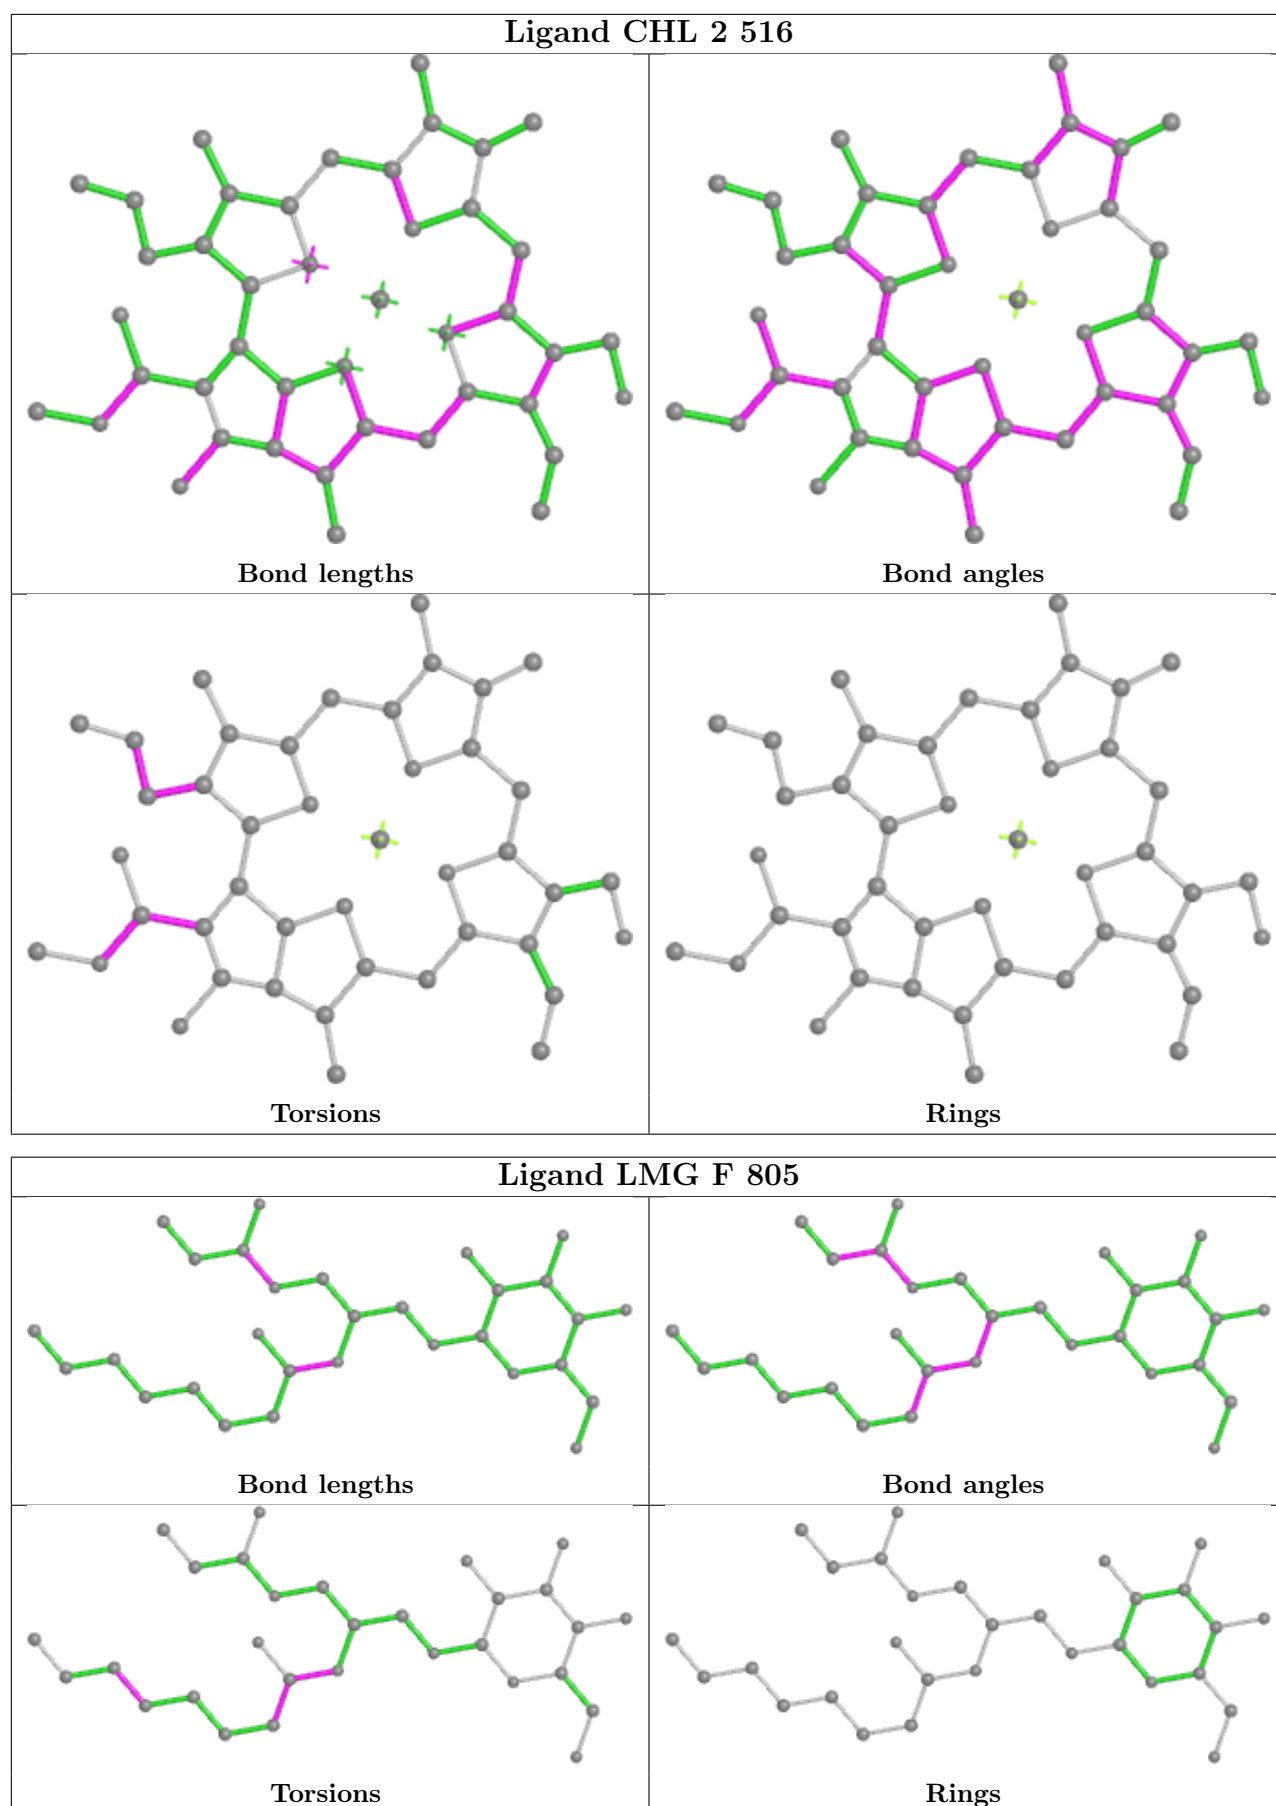 Ligand CHL 2 516
Bond lengths
Bond angles
Torsions
Rings
Ligand LMG F 805
Bond lengths
Bond angles
Torsions
Rings